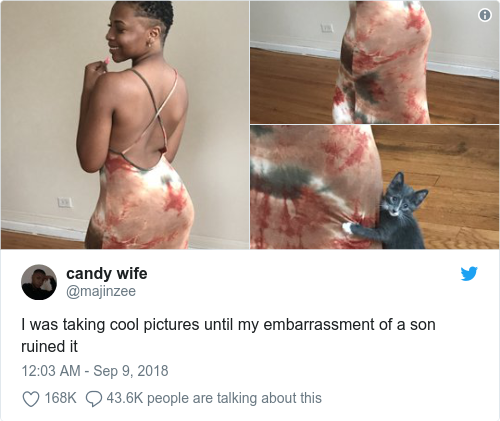 candy wife
@majinzee
I was taking cool pictures until my embarrassment of a son
ruined it
12:03 AM - Sep 9, 2018
168K 43.6K people are talking about this